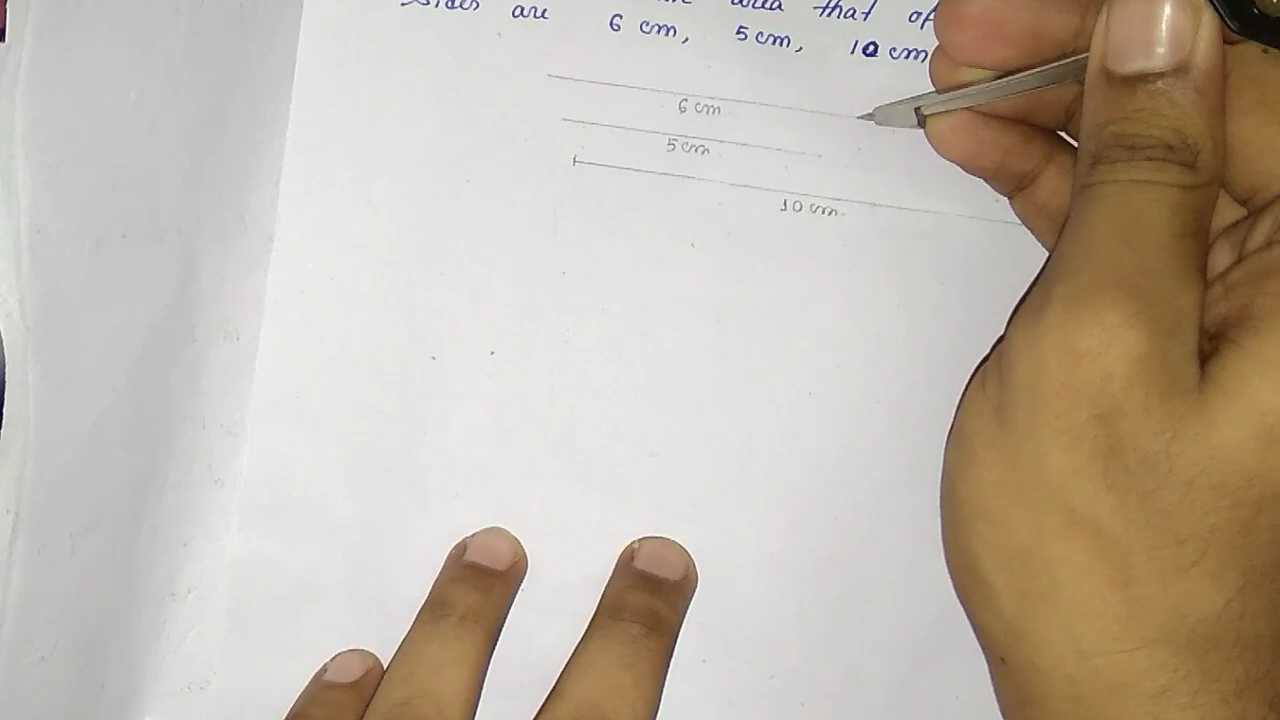 area that of
are 6 cm, 5 cm, 10 cm
6 cm.
5 cm
10 cm.